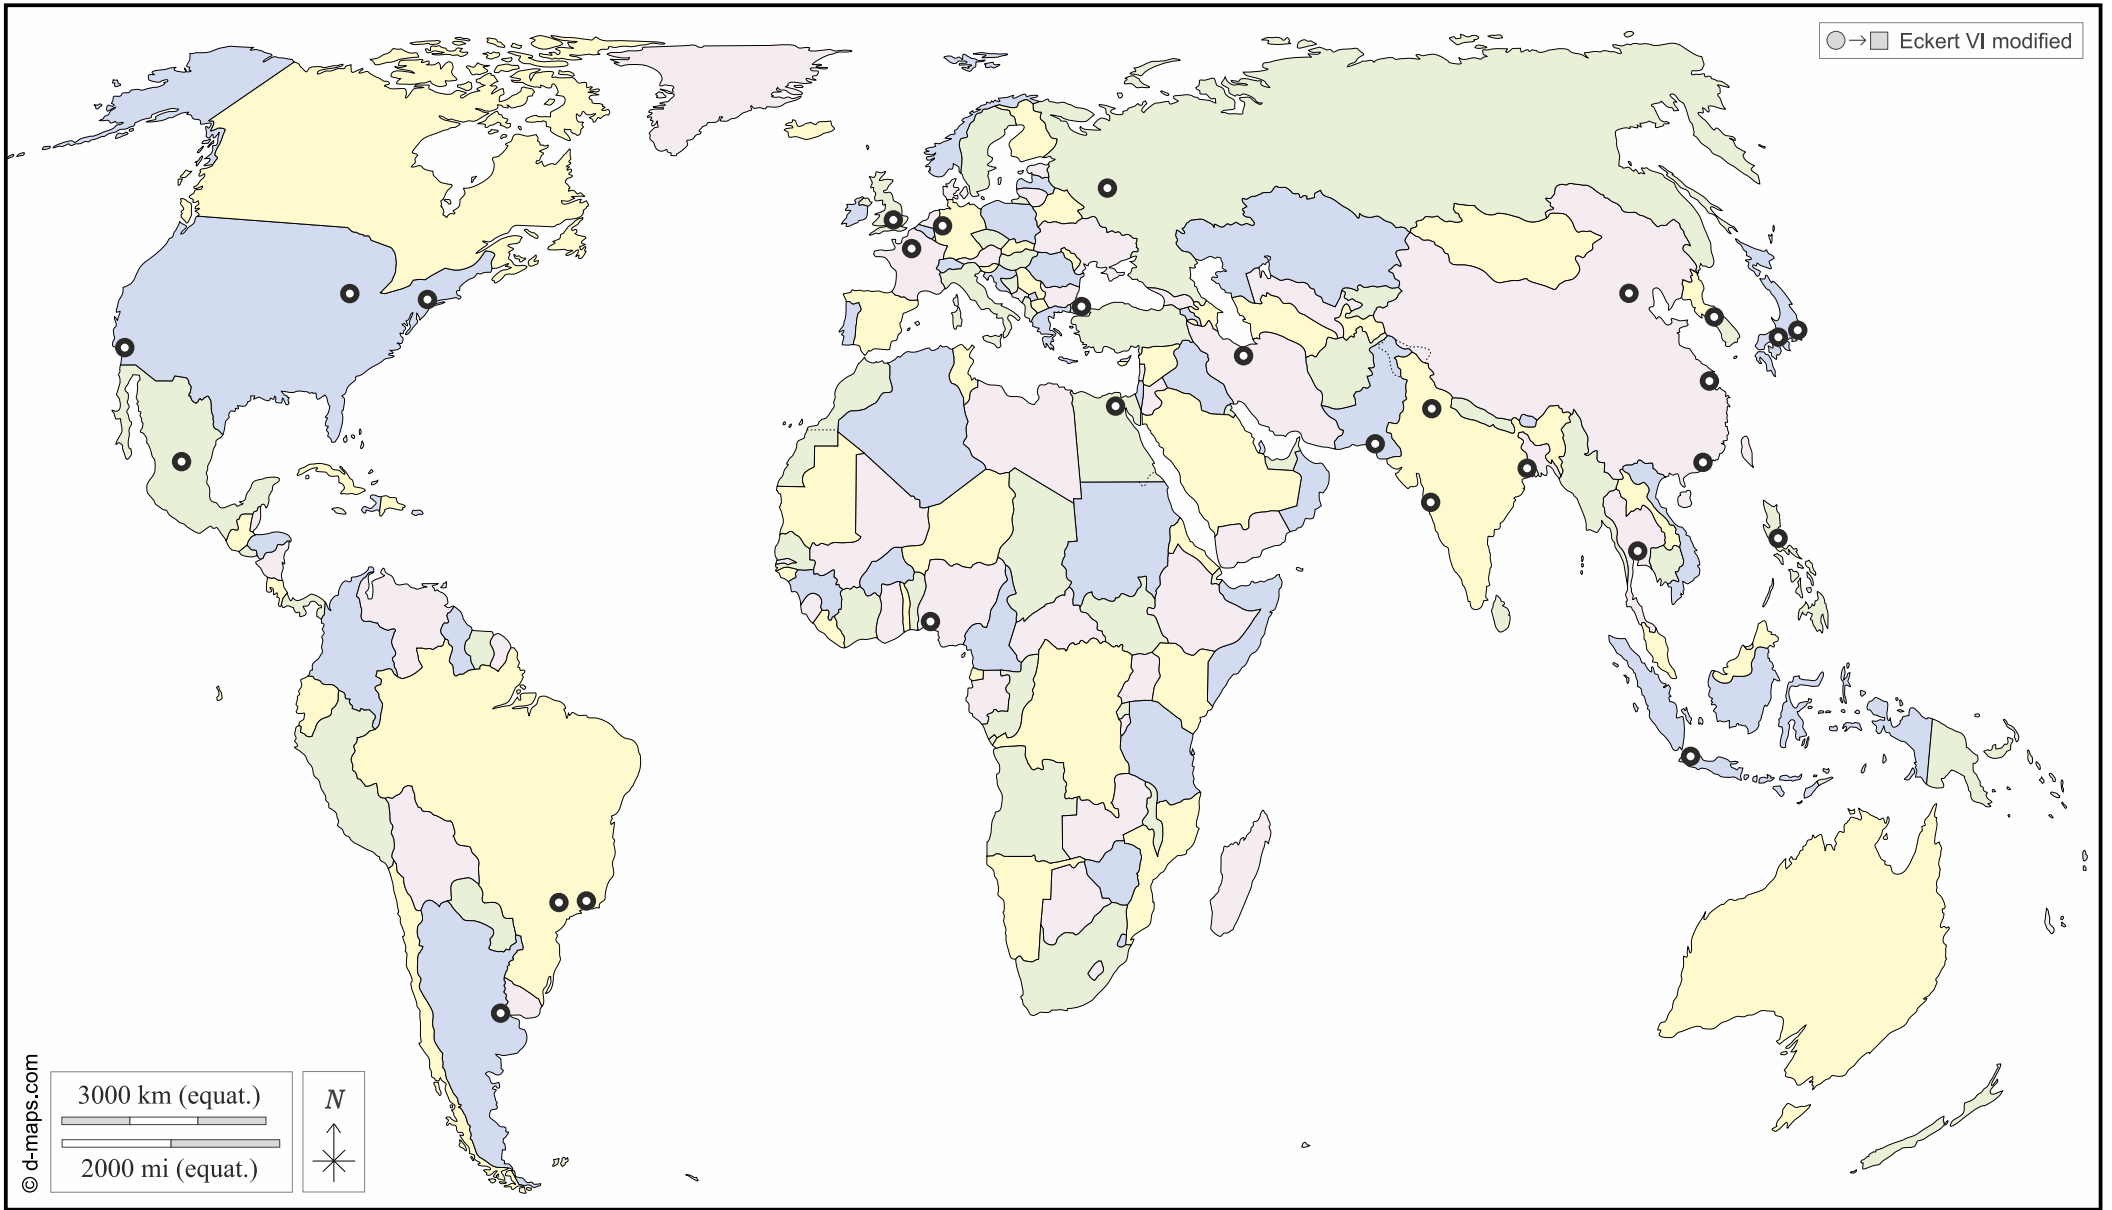 Eckert VI modified
3000 km (equat.)
2000 mi (equat.)
N
© d-maps.com